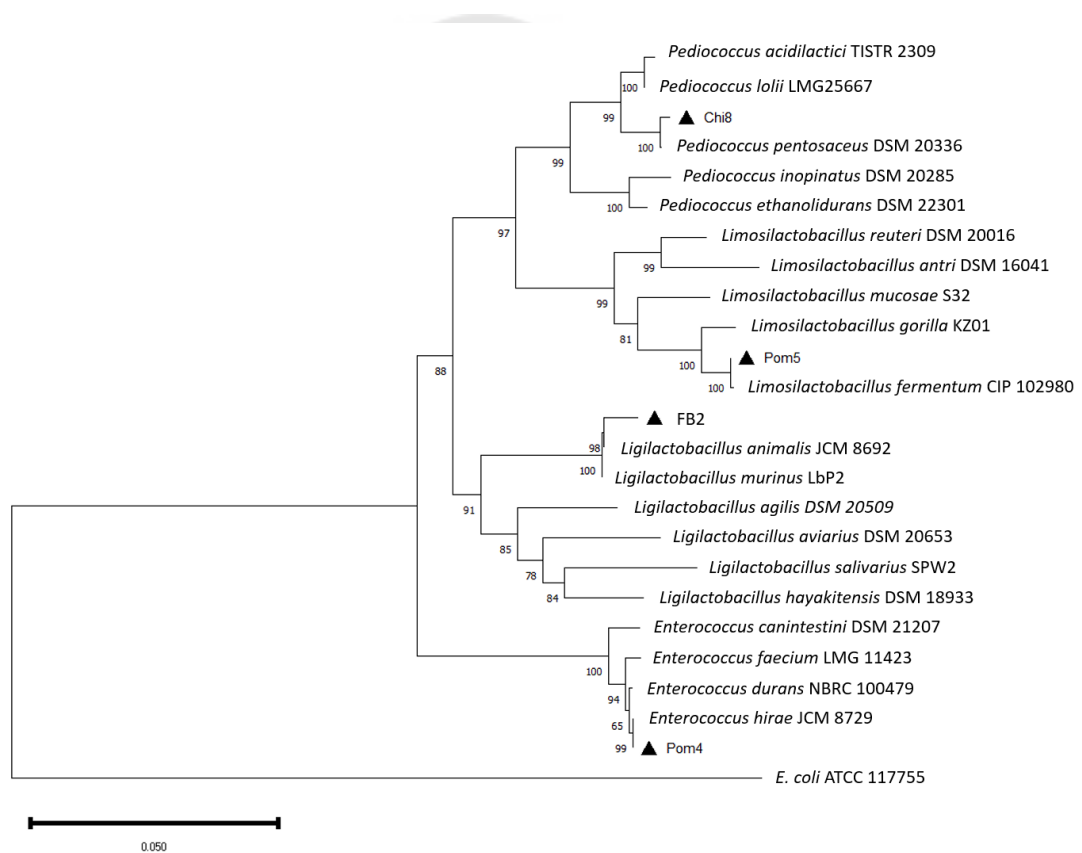 Pediococcus acidilactici TISTR 2309
100
Pediococcus lolii LMG25667
99
Chi8
100
Pediococcus pentosaceus DSM 20336
99
Pediococcus inopinatus DSM 20285
100
Pediococcus ethanolidurans DSM 22301
97
Limosilactobacillus reuteri DSM 20016
99
Limosilactobacillus antri DSM 16041
99
Limosilactobacillus mucosae S32
81
Limosilactobacillus gorilla KZ01
100
Pom5
100
Limosilactobacillus fermentum CIP 102980
88
FB2
98
Ligilactobacillus animalis JCM 8692
100
Ligilactobacillus murinus LbP2
91
Ligilactobacillus agilis DSM 20509
85
Ligilactobacillus aviarius DSM 20653
78
Ligilactobacillus salivarius SPW2
84
Ligilactobacillus hayakitensis DSM 18933
Enterococcus canintestini DSM 21207
100
Enterococcus faecium LMG 11423
94
Enterococcus durans NBRC 100479
65
Enterococcus hirae JCM 8729
99
Pom4
E. coli ATCC 117755
0.050